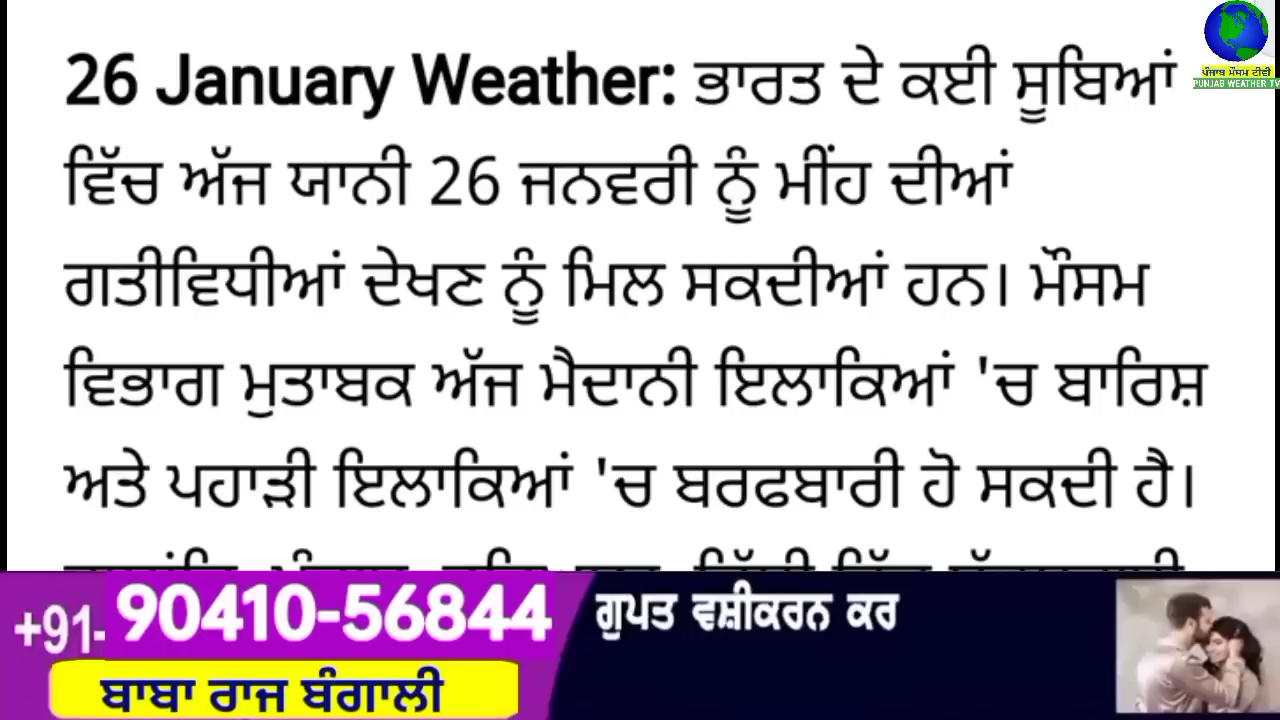 ਪੰਜਾਬ ਮੌਸਮ ਟੀਵੀ
PUNJAB WEATHER TV
26 January Weather: ਭਾਰਤ ਦੇ ਕਈ ਸੂਬਿਆਂ
ਵਿੱਚ ਅੱਜ ਯਾਨੀ 26 ਜਨਵਰੀ ਨੂੰ ਮੀਂਹ ਦੀਆਂ
ਗਤੀਵਿਧੀਆਂ ਦੇਖਣ ਨੂੰ ਮਿਲ ਸਕਦੀਆਂ ਹਨ। ਮੌਸਮ
ਵਿਭਾਗ ਮੁਤਾਬਕ ਅੱਜ ਮੈਦਾਨੀ ਇਲਾਕਿਆਂ 'ਚ ਬਾਰਿਸ਼
ਅਤੇ ਪਹਾੜੀ ਇਲਾਕਿਆਂ 'ਚ ਬਰਫਬਾਰੀ ਹੋ ਸਕਦੀ ਹੈ।
+91-90410-56844
ਬਾਬਾ ਰਾਜ ਬੰਗਾਲੀ
ਗੁਪਤ ਵਸ਼ੀਕਰਨ ਕਰ